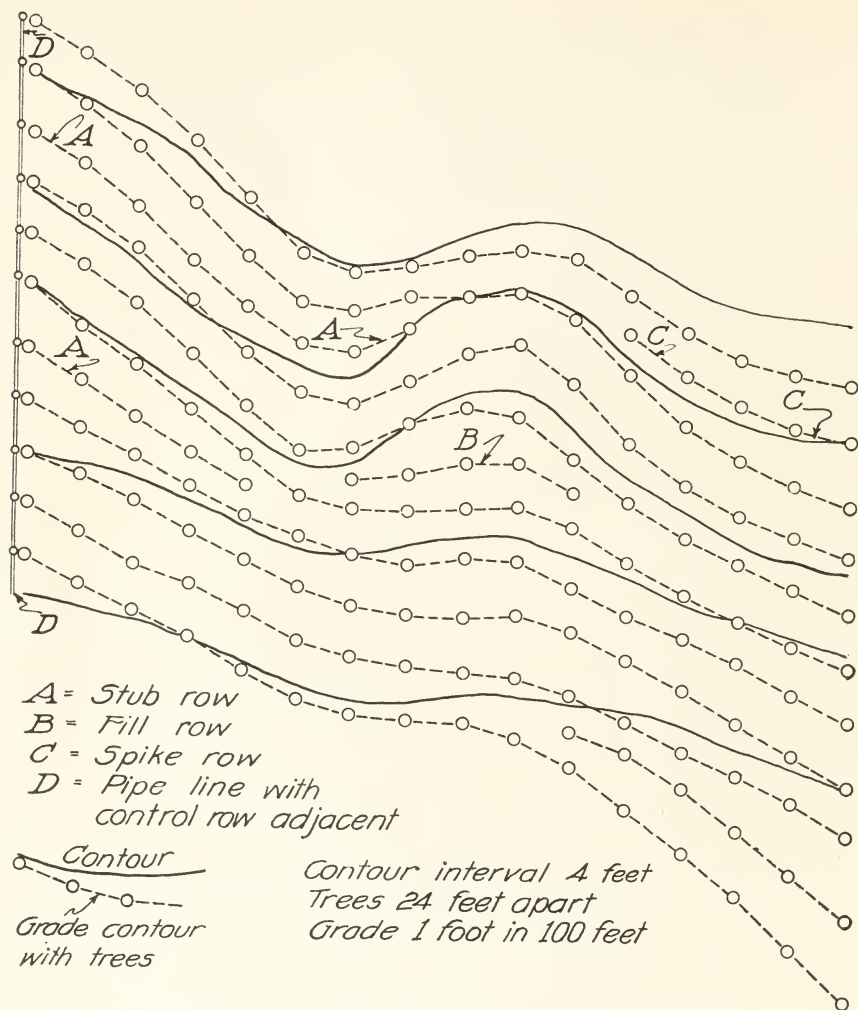 D
A
A
A
C
C
B
D
A = Stub row
B = Fill row
C = Spike row
D = Pipe line with
control row adjacent
Contour
Grade contour
with trees
Contour interval 4 feet
Trees 24 feet apart
Grade 1 foot in 100 feet